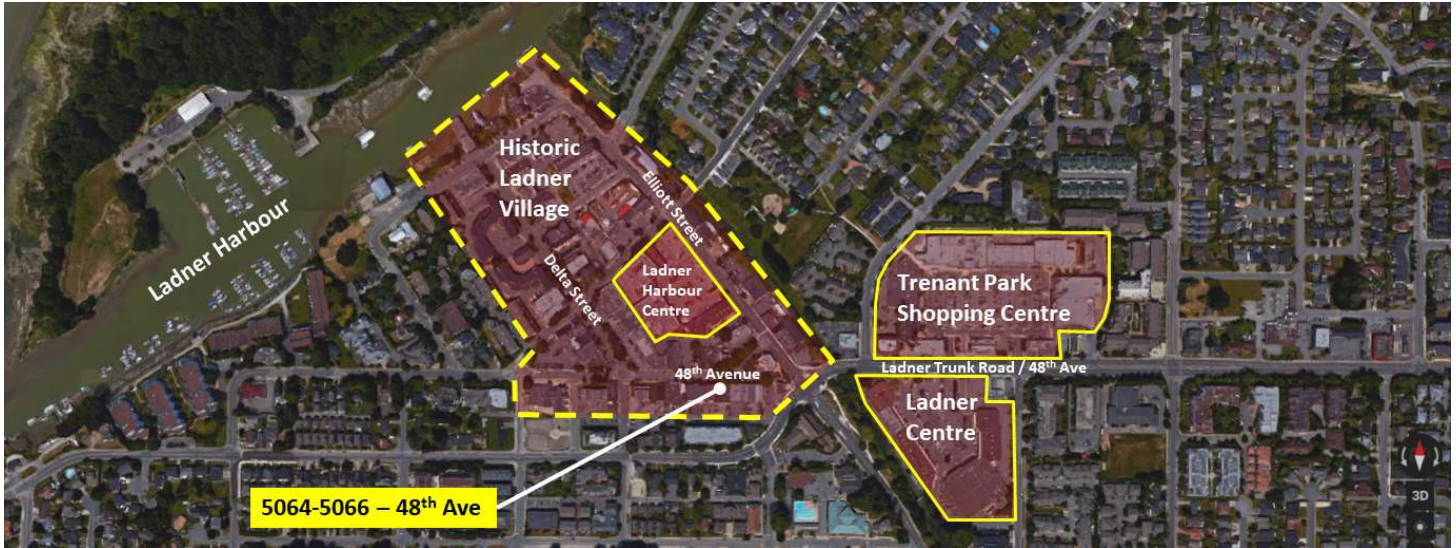 Historic
Ladner
Village
Elliott Street
Ladner Harbour
Delta Street
Ladner
Harbour
Centre
Trenant Park
Shopping Centre
48th Avenue
Ladner Trunk Road / 48th Ave
Ladner
Centre
5064-5066 – 48th Ave
3D